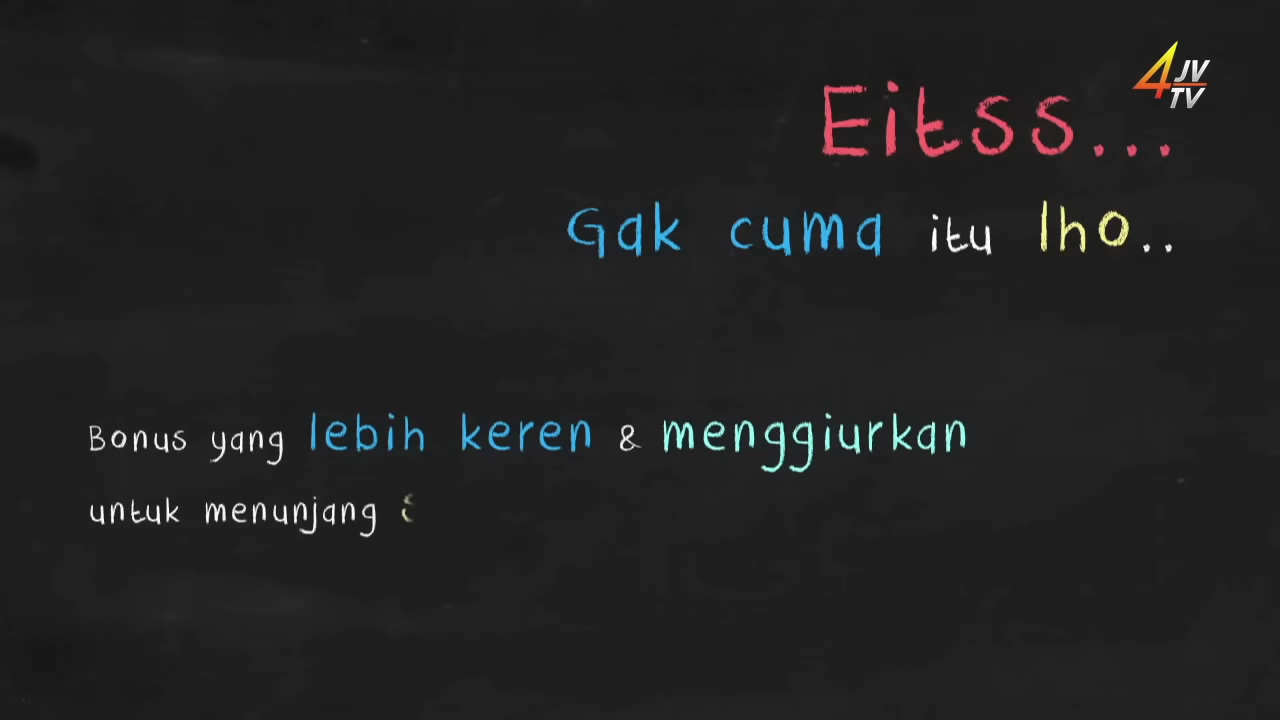 4 JV
TV
Eitss...
Gak cuma itu lho..
Bonus yang lebih keren & menggiurkan
untuk menunjang